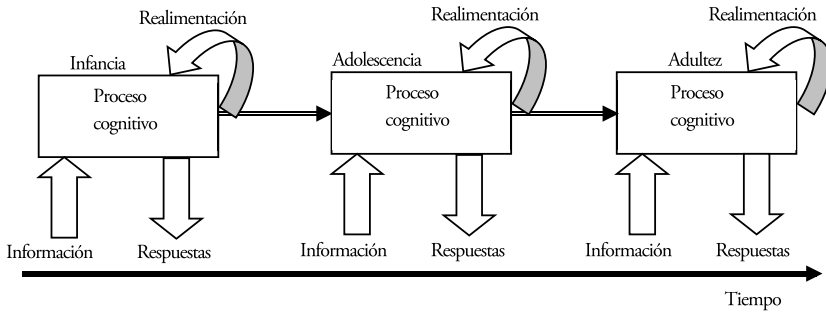 Realimentación
Realimentación
Realimentación
Infancia
Adolescencia
Adultez
Proceso
cognitivo
Proceso
cognitivo
Proceso
cognitivo
Información
Respuestas
Información
Respuestas
Información
Respuestas
Tiempo